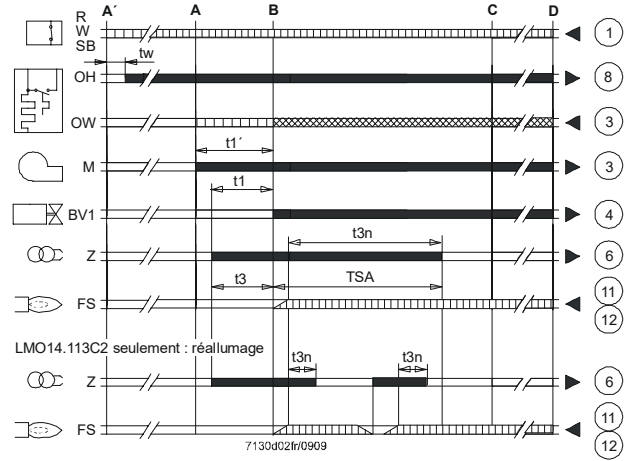 A´ A B C D
R
W 1
SB
tw
OH 8
OW 3
t1´
M 3
t1
BV1 4
t3n
Z 6
t3 TSA
FS 11
12
LMO14.113C2 seulement : réallumage
t3n t3n
Z 6
FS 11
12
7130d02fr/0909